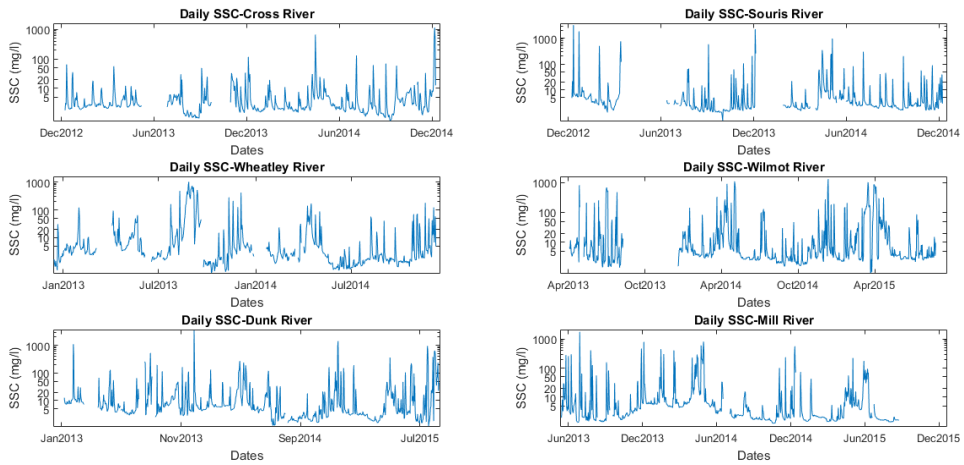 Daily SSC-Cross River
SSC (mg/l)
1000
100
50
20
10
5
Dec2012 Jun2013 Dec2013 Jun2014 Dec2014
Dates
Daily SSC-Souris River
SSC (mg/l)
1000
100
50
20
10
5
Dec2012 Jun2013 Dec2013 Jun2014 Dec2014
Dates
Daily SSC-Wheatley River
SSC (mg/l)
1000
100
50
20
10
5
Jan2013 Jul2013 Jan2014 Jul2014
Dates
Daily SSC-Wilmot River
SSC (mg/l)
1000
100
50
20
10
5
Apr2013 Oct2013 Apr2014 Oct2014 Apr2015
Dates
Daily SSC-Dunk River
SSC (mg/l)
1000
100
50
20
10
5
Jan2013 Nov2013 Sep2014 Jul2015
Dates
Daily SSC-Mill River
SSC (mg/l)
1000
100
50
20
10
5
Jun2013 Dec2013 Jun2014 Dec2014 Jun2015 Dec2015
Dates